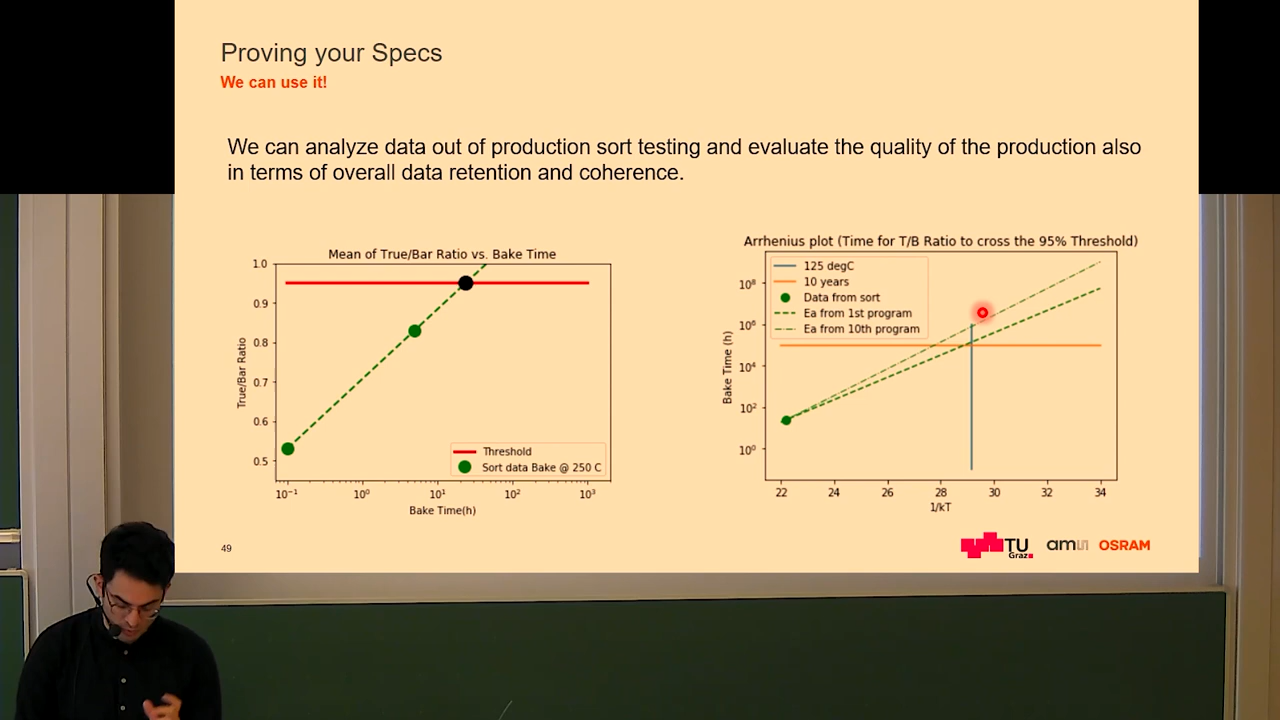 Proving your Specs
We can use it!
We can analyze data out of production sort testing and evaluate the quality of the production also
in terms of overall data retention and coherence.
Mean of True/Bar Ratio vs. Bake Time
1.0
0.9
0.8
0.7
0.6
0.5
True/Bar Ratio
Threshold
Sort data Bake @ 250 C
10⁻¹ 10⁰ 10¹ 10² 10³
Bake Time(h)
Arrhenius plot (Time for T/B Ratio to cross the 95% Threshold)
125 degC
10 years
Data from sort
Ea from 1st program
Ea from 10th program
10⁸
10⁶
10⁴
10²
10⁰
Bake Time (h)
22 24 26 28 30 32 34
1/kT
49
TU
Graz
amu OSRAM